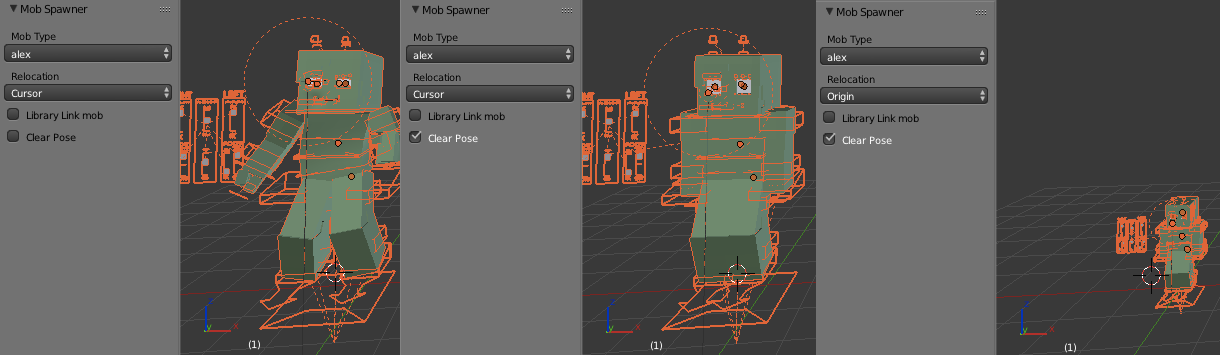 Mob Spawner
Mob Type
alex
Relocation
Cursor
Library Link mob
Clear Pose
(1)
Mob Spawner
Mob Type
alex
Relocation
Cursor
Library Link mob
Clear Pose
(1)
Mob Spawner
Mob Type
alex
Relocation
Origin
Library Link mob
Clear Pose
(1)